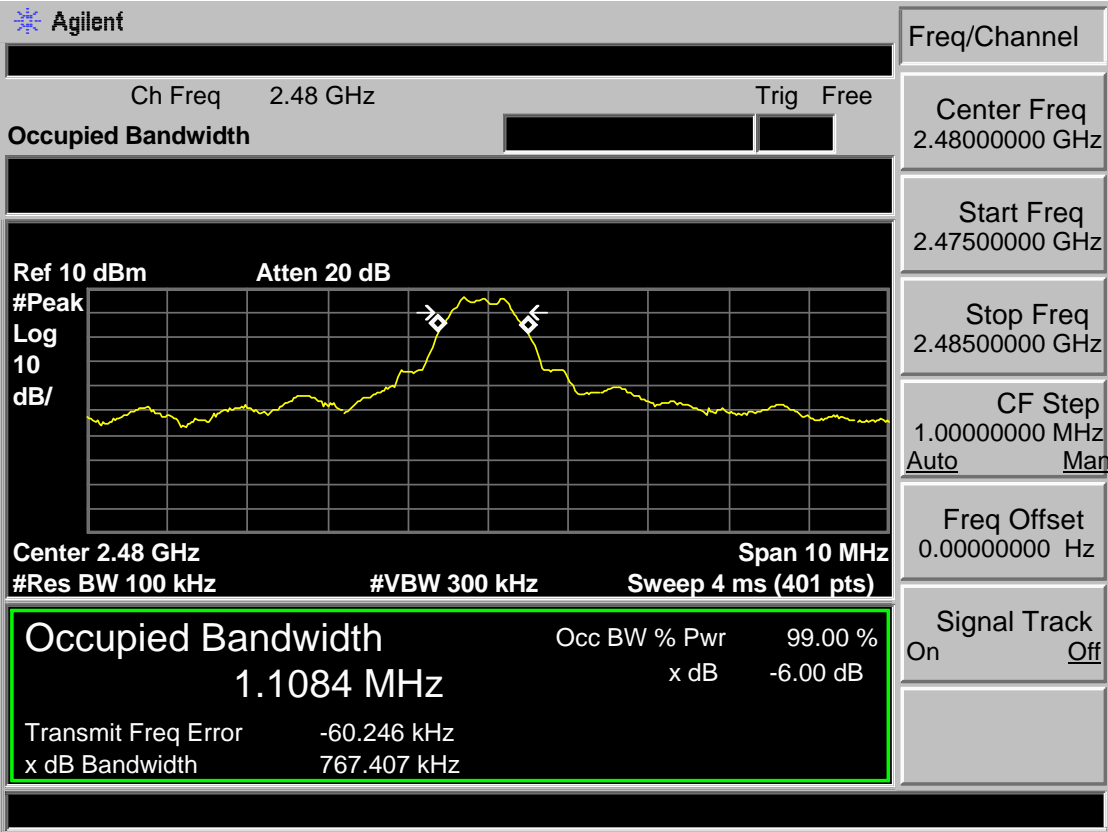 Agilent
Freq/Channel
Ch Freq 2.48 GHz Trig Free
Occupied Bandwidth
Center Freq
2.48000000 GHz
Start Freq
2.47500000 GHz
Stop Freq
2.48500000 GHz
CF Step
1.00000000 MHz
Auto Man
Freq Offset
0.00000000 Hz
Signal Track
On Off
Ref 10 dBm Atten 20 dB
#Peak
Log
10
dB/
Center 2.48 GHz Span 10 MHz
#Res BW 100 kHz #VBW 300 kHz Sweep 4 ms (401 pts)
Occupied Bandwidth
1.1084 MHz
Occ BW % Pwr 99.00 %
x dB -6.00 dB
Transmit Freq Error -60.246 kHz
x dB Bandwidth 767.407 kHz